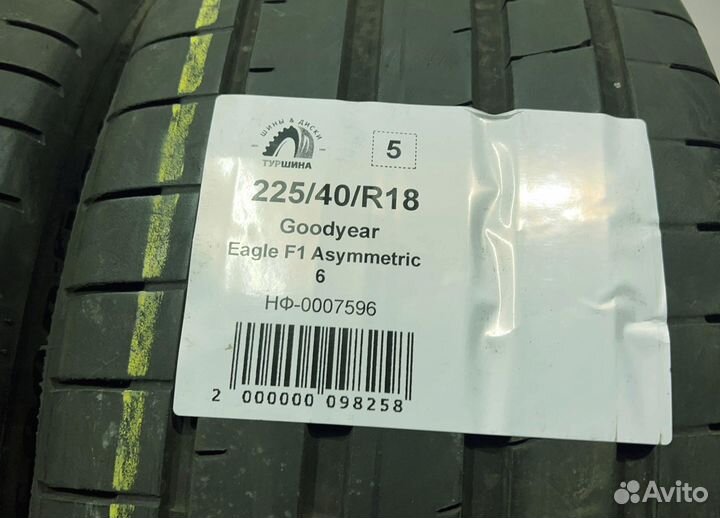 ШИНЫ & ДИСКИ
ТУРШИНА
5
225/40/R18
Goodyear
Eagle F1 Asymmetric
6
НФ-0007596
2 000000 098258
Avito